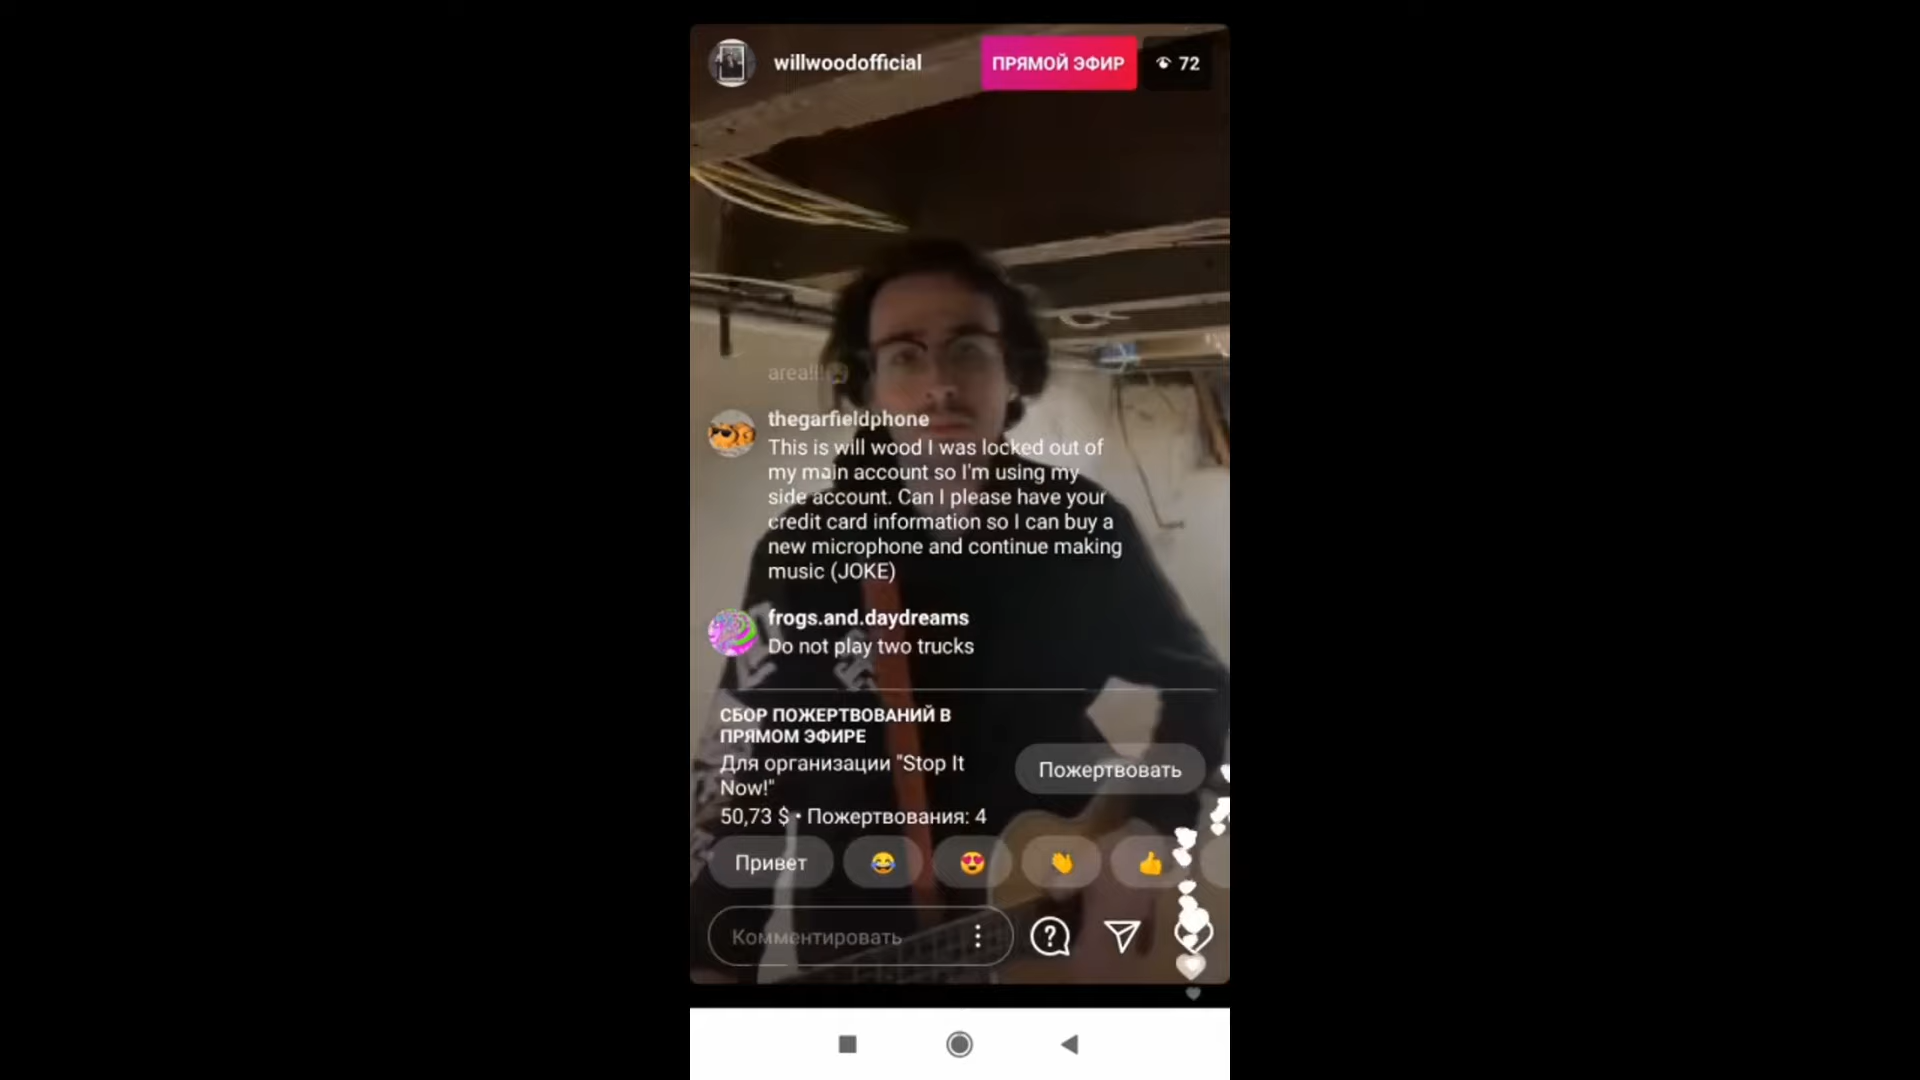 willwoodofficial
ПРЯМОЙ ЭФИР
72
area!!!
thegarfieldphone
This is will wood I was locked out of
my main account so I'm using my
side account. Can I please have your
credit card information so I can buy a
new microphone and continue making
music (JOKE)
frogs.and.daydreams
Do not play two trucks
СБОР ПОЖЕРТВОВАНИЙ В
ПРЯМОМ ЭФИРЕ
Для организации "Stop It
Now!"
50,73 $ • Пожертвования: 4
Пожертвовать
Привет
Комментировать